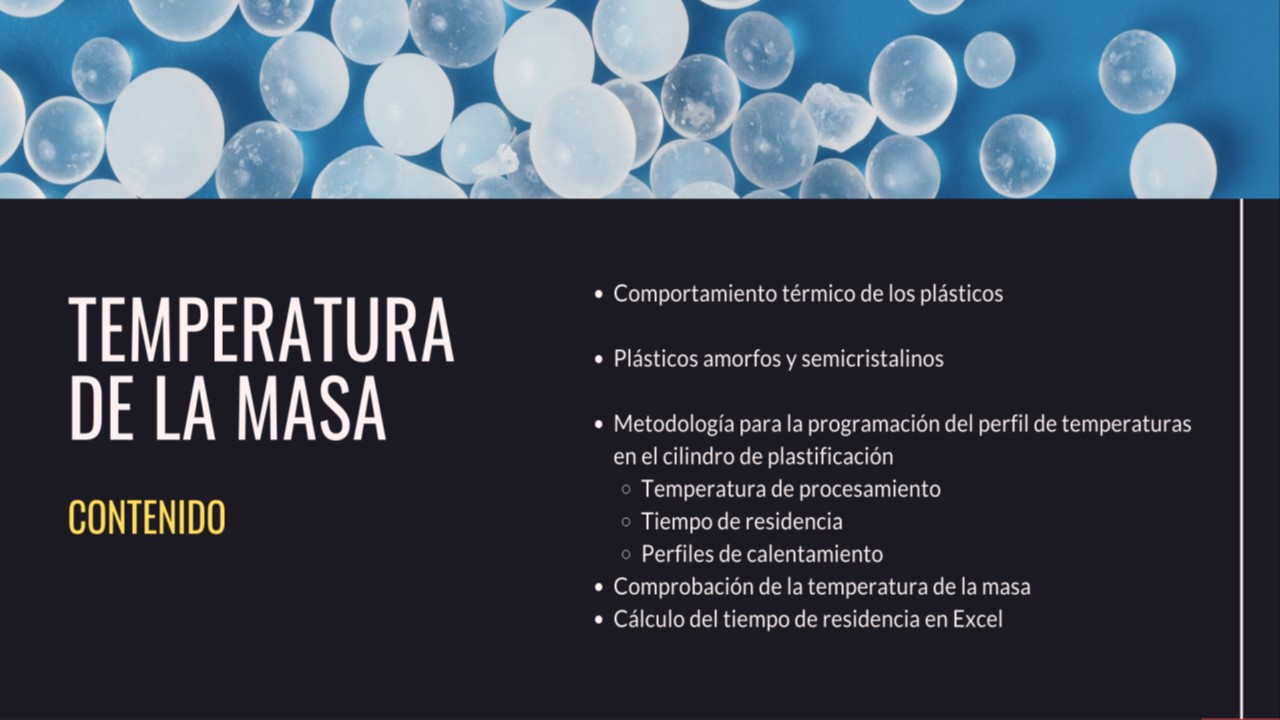 TEMPERATURA
DE LA MASA
CONTENIDO
• Comportamiento térmico de los plásticos
• Plásticos amorfos y semicristalinos
• Metodología para la programación del perfil de temperaturas
en el cilindro de plastificación
○ Temperatura de procesamiento
○ Tiempo de residencia
○ Perfiles de calentamiento
• Comprobación de la temperatura de la masa
• Cálculo del tiempo de residencia en Excel